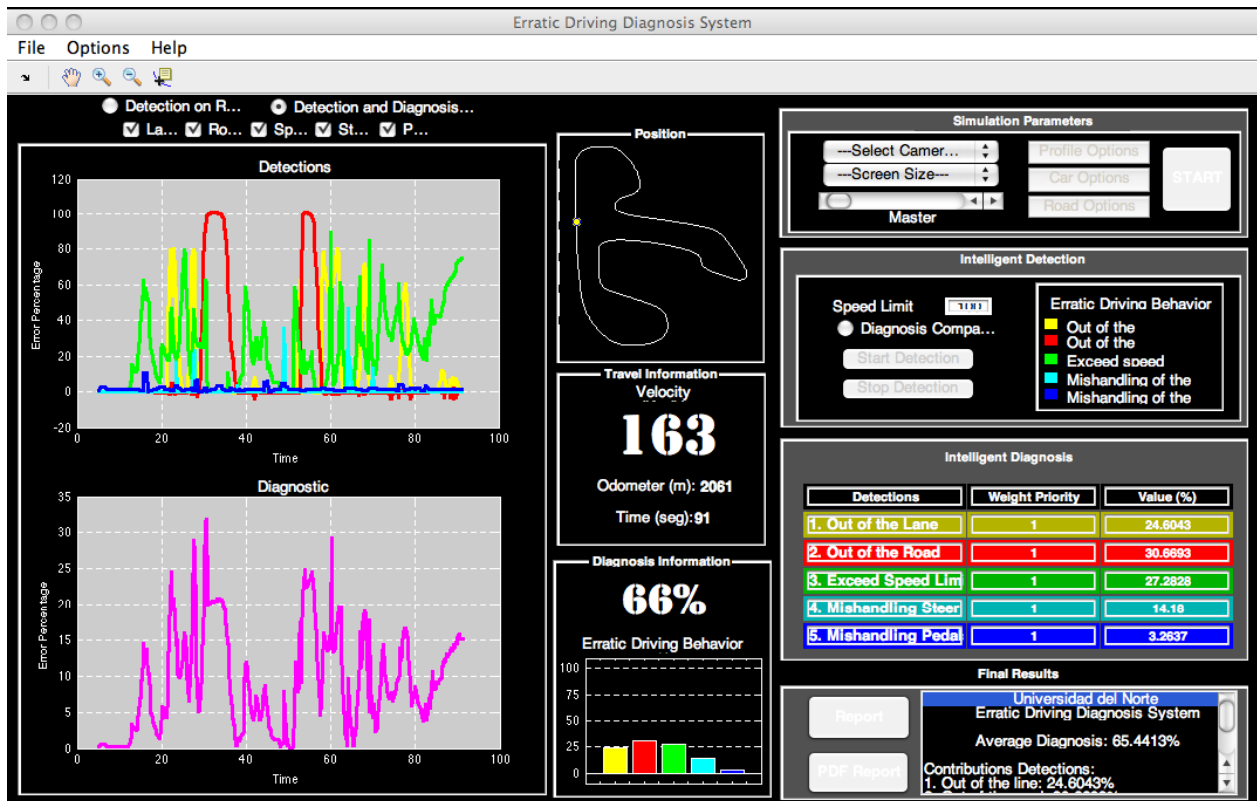 Erratic Driving Diagnosis System
File Options Help
Detection on R... Detection and Diagnosis...
La... Ro... Sp... St... P...
Detections
120
100
80
60
40
20
0
-20
Error Percentage
0 20 40 60 80 100
Time
Diagnostic
35
30
25
20
15
10
5
0
Error Percentage
0 20 40 60 80 100
Time
Position
Travel Information
Velocity
163
Odometer (m): 2061
Time (seg): 91
Diagnosis Information
66%
Erratic Driving Behavior
100
75
50
25
0
Simulation Parameters
---Select Camer...
---Screen Size---
Master
Profile Options
Car Options
Road Options
START
Intelligent Detection
Speed Limit 100
Diagnosis Compa...
Start Detection
Stop Detection
Erratic Driving Behavior
Out of the
Out of the
Exceed speed
Mishandling of the
Mishandling of the
Intelligent Diagnosis
Detections Weight Priority Value (%)
1. Out of the Lane 1 24.6043
2. Out of the Road 1 30.6693
3. Exceed Speed Lim 1 27.2828
4. Mishandling Steer 1 14.18
5. Mishandling Peda 1 3.2637
Final Results
Report
PDF Report
Universidad del Norte
Erratic Driving Diagnosis System
Average Diagnosis: 65.4413%
Contributions Detections:
1. Out of the line: 24.6043%